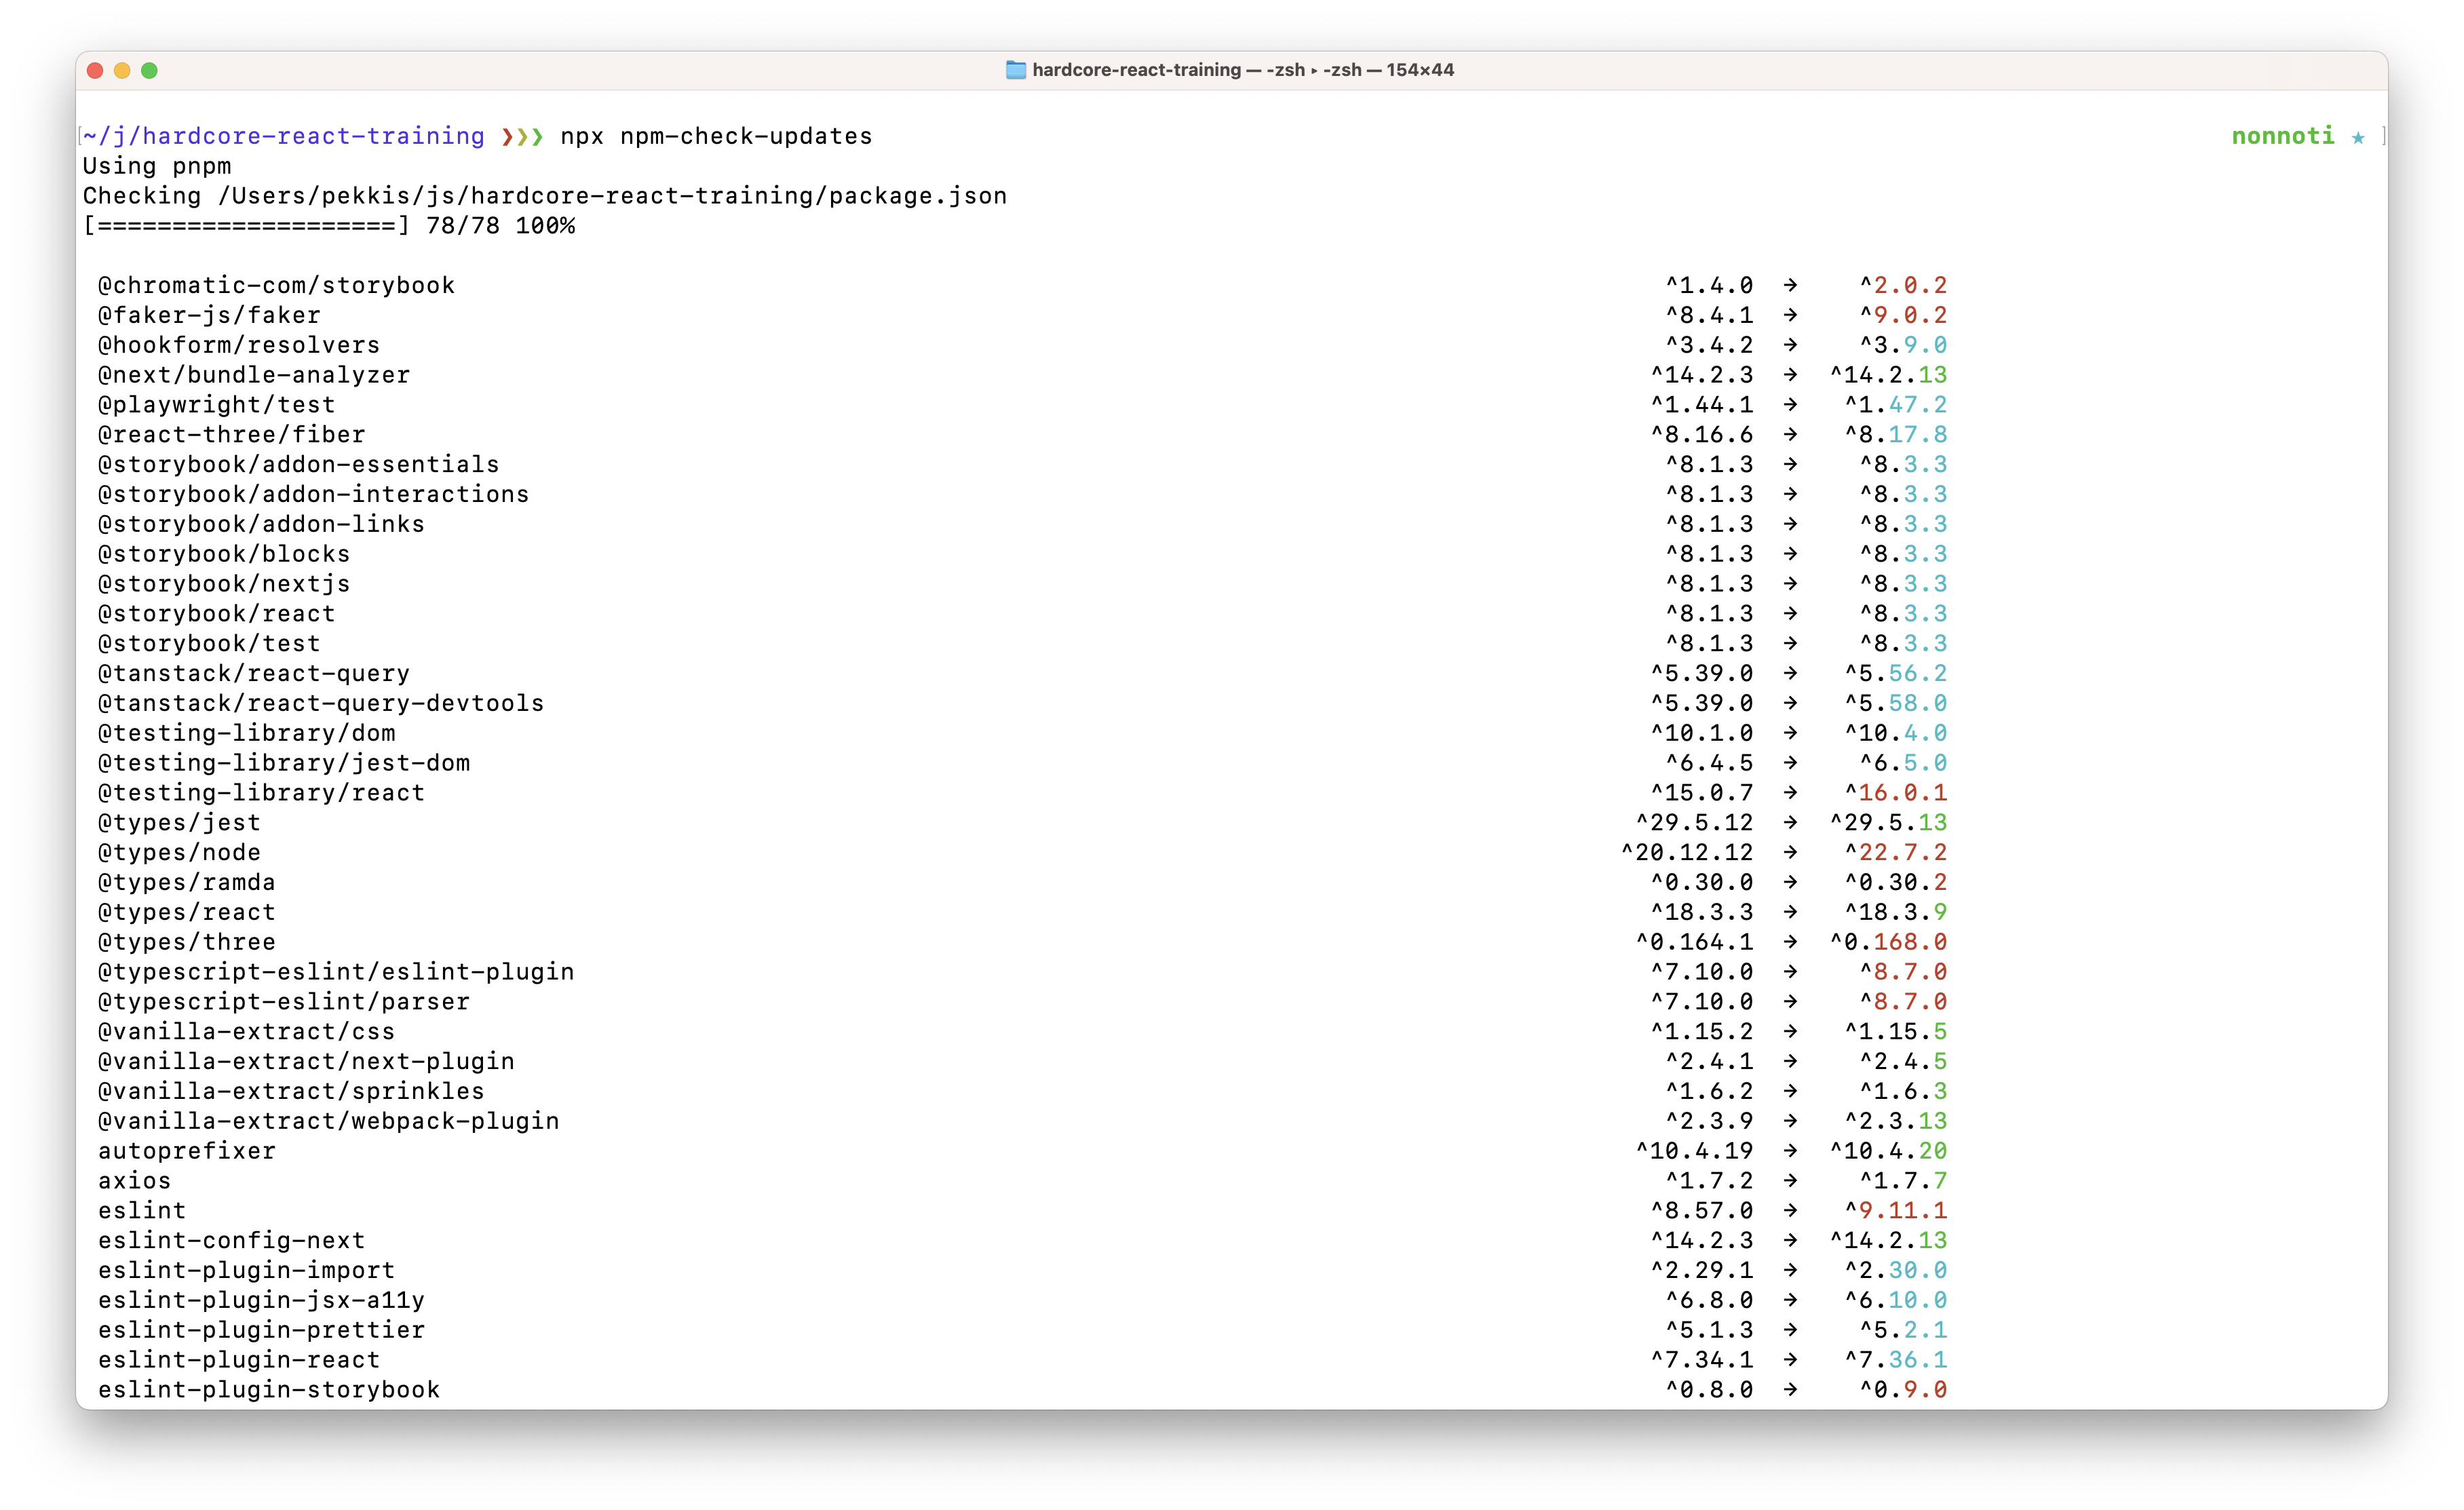 hardcore-react-training — -zsh ▸ -zsh — 154×44
[~/j/hardcore-react-training ❯❯❯ npx npm-check-updates nonnoti ★ ]
Using pnpm
Checking /Users/pekkis/js/hardcore-react-training/package.json
[====================] 78/78 100%
@chromatic-com/storybook ^1.4.0 → ^2.0.2
@faker-js/faker ^8.4.1 → ^9.0.2
@hookform/resolvers ^3.4.2 → ^3.9.0
@next/bundle-analyzer ^14.2.3 → ^14.2.13
@playwright/test ^1.44.1 → ^1.47.2
@react-three/fiber ^8.16.6 → ^8.17.8
@storybook/addon-essentials ^8.1.3 → ^8.3.3
@storybook/addon-interactions ^8.1.3 → ^8.3.3
@storybook/addon-links ^8.1.3 → ^8.3.3
@storybook/blocks ^8.1.3 → ^8.3.3
@storybook/nextjs ^8.1.3 → ^8.3.3
@storybook/react ^8.1.3 → ^8.3.3
@storybook/test ^8.1.3 → ^8.3.3
@tanstack/react-query ^5.39.0 → ^5.56.2
@tanstack/react-query-devtools ^5.39.0 → ^5.58.0
@testing-library/dom ^10.1.0 → ^10.4.0
@testing-library/jest-dom ^6.4.5 → ^6.5.0
@testing-library/react ^15.0.7 → ^16.0.1
@types/jest ^29.5.12 → ^29.5.13
@types/node ^20.12.12 → ^22.7.2
@types/ramda ^0.30.0 → ^0.30.2
@types/react ^18.3.3 → ^18.3.9
@types/three ^0.164.1 → ^0.168.0
@typescript-eslint/eslint-plugin ^7.10.0 → ^8.7.0
@typescript-eslint/parser ^7.10.0 → ^8.7.0
@vanilla-extract/css ^1.15.2 → ^1.15.5
@vanilla-extract/next-plugin ^2.4.1 → ^2.4.5
@vanilla-extract/sprinkles ^1.6.2 → ^1.6.3
@vanilla-extract/webpack-plugin ^2.3.9 → ^2.3.13
autoprefixer ^10.4.19 → ^10.4.20
axios ^1.7.2 → ^1.7.7
eslint ^8.57.0 → ^9.11.1
eslint-config-next ^14.2.3 → ^14.2.13
eslint-plugin-import ^2.29.1 → ^2.30.0
eslint-plugin-jsx-a11y ^6.8.0 → ^6.10.0
eslint-plugin-prettier ^5.1.3 → ^5.2.1
eslint-plugin-react ^7.34.1 → ^7.36.1
eslint-plugin-storybook ^0.8.0 → ^0.9.0